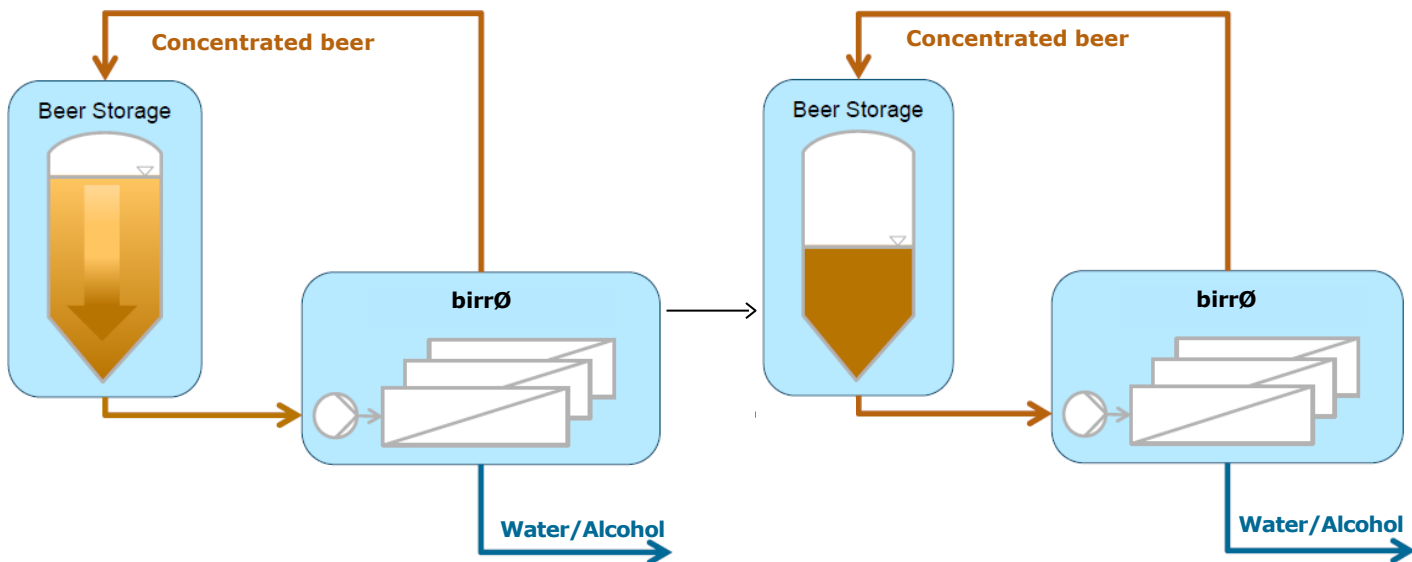 Concentrated beer
Beer Storage
birrØ
Water/Alcohol
Concentrated beer
Beer Storage
birrØ
Water/Alcohol